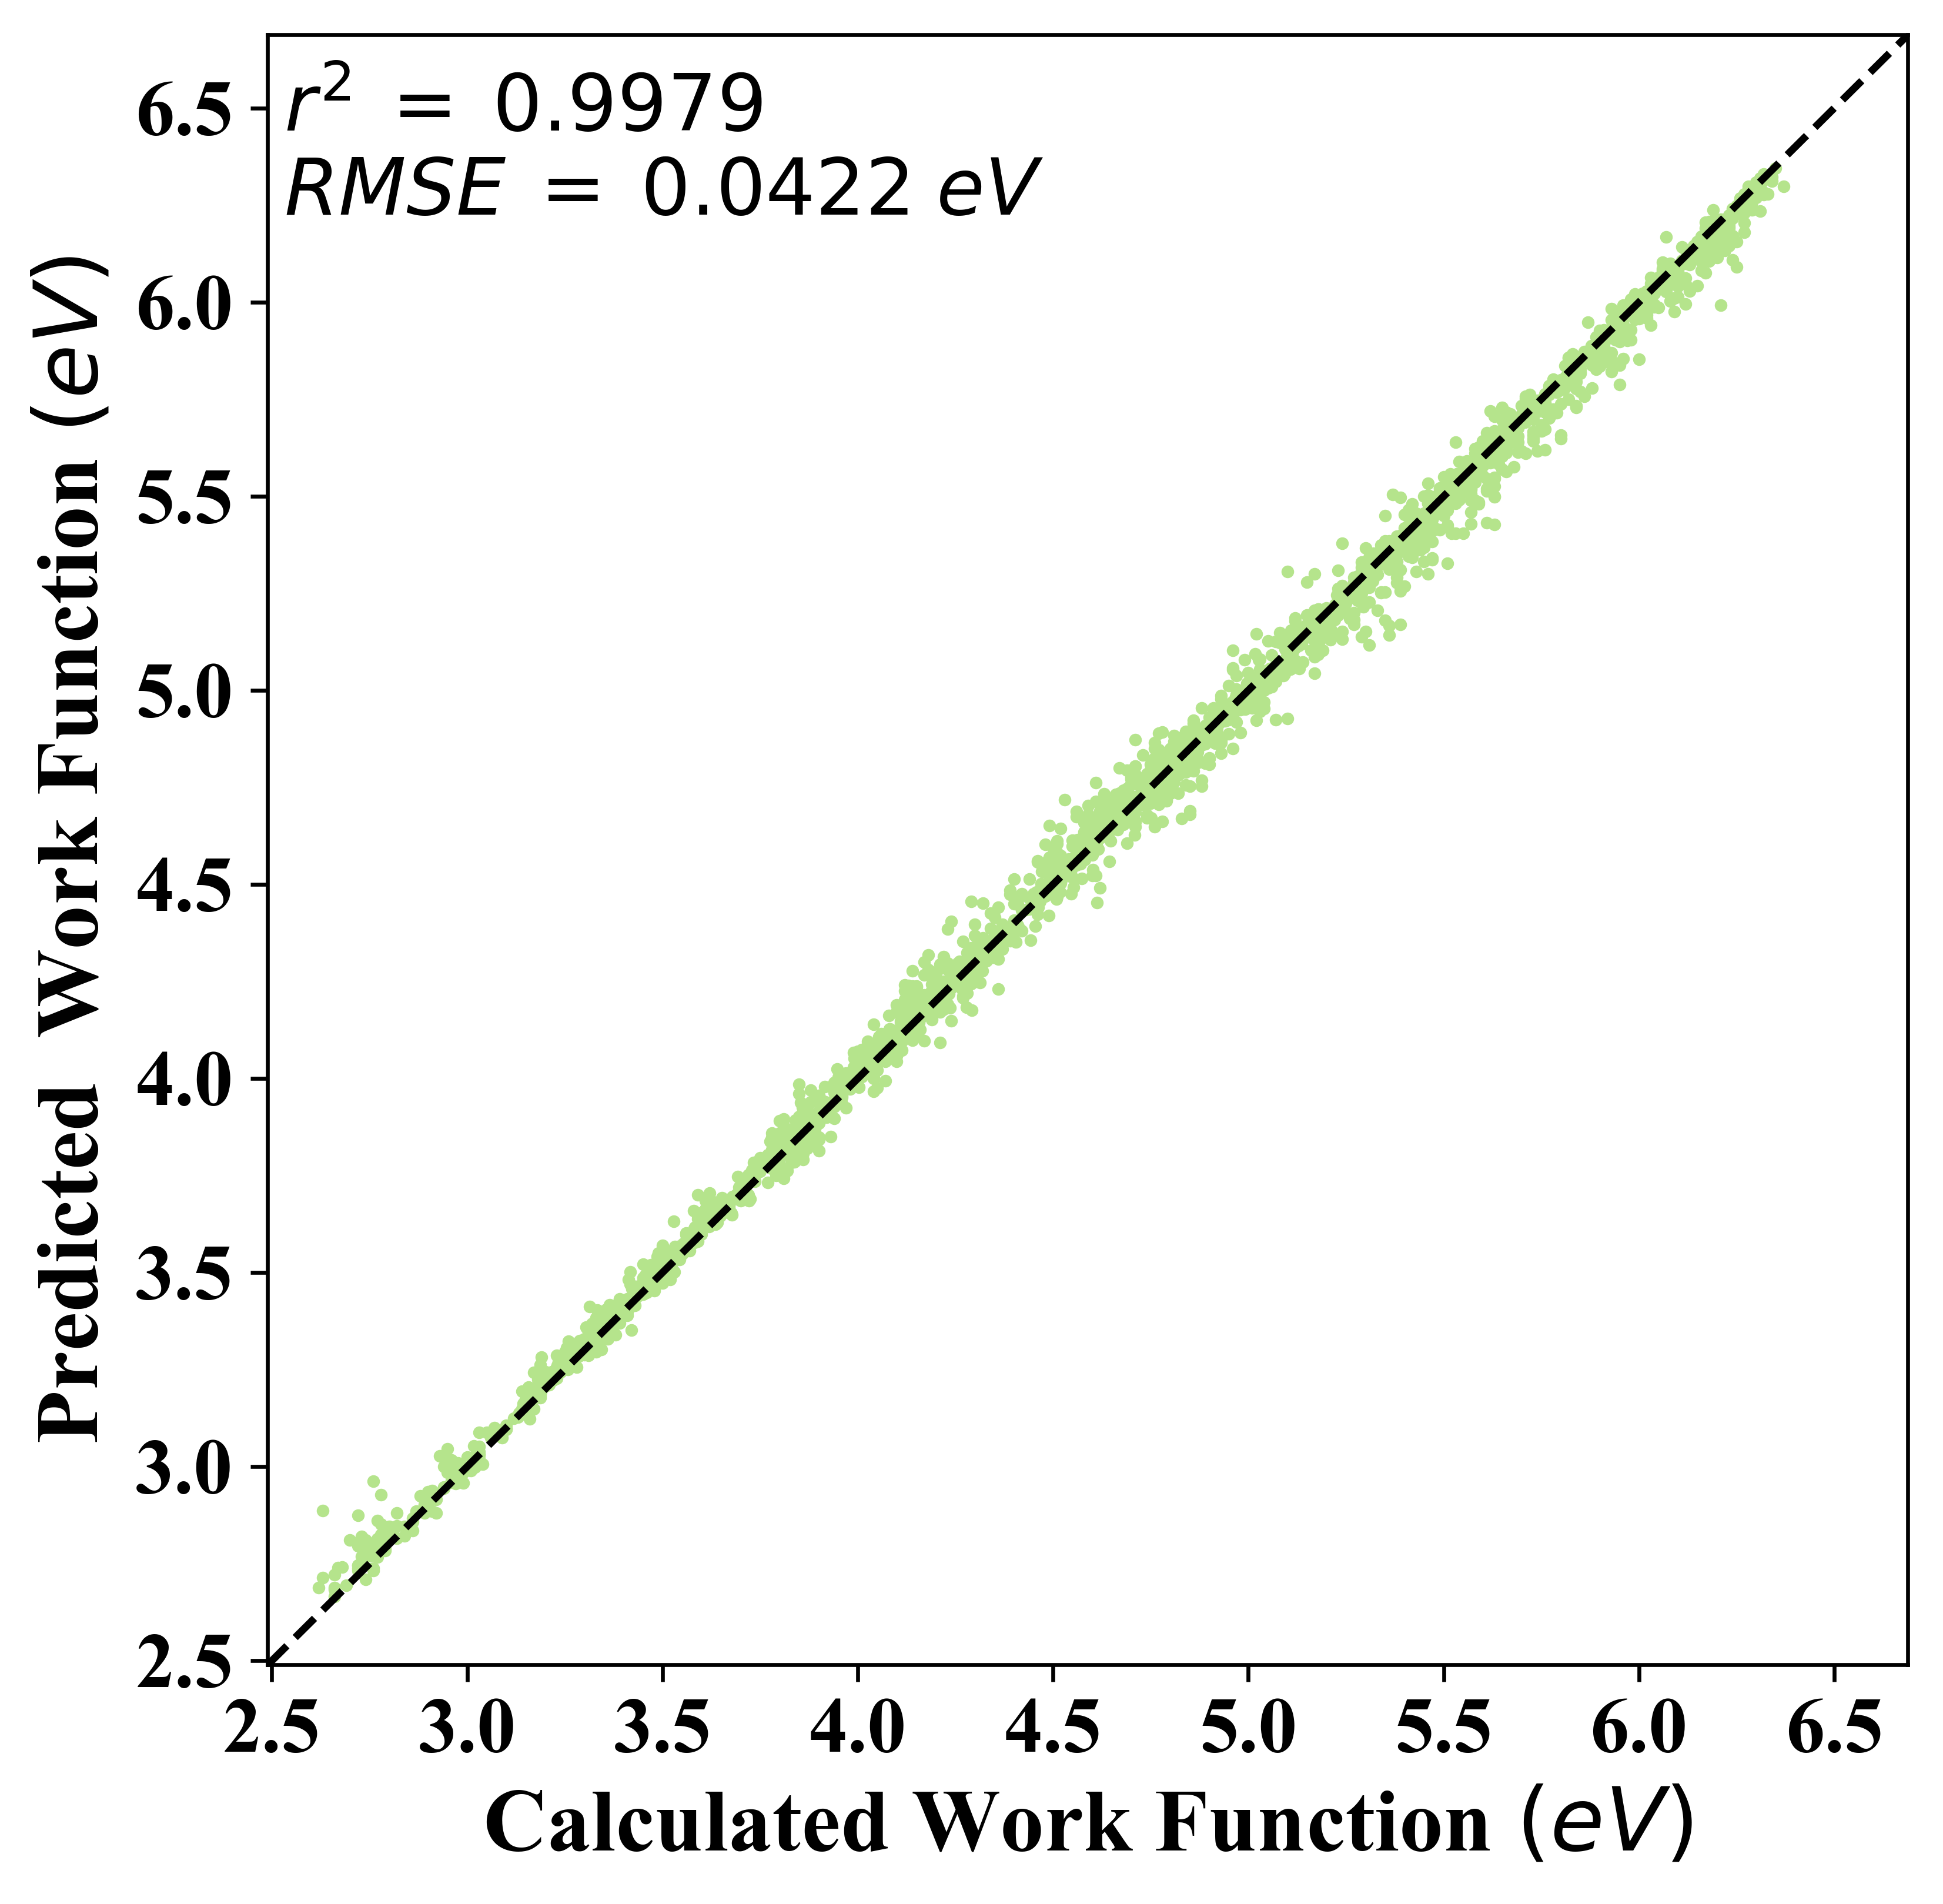 r² = 0.9979
RMSE = 0.0422 eV
Predicted Work Function (eV)
6.5
6.0
5.5
5.0
4.5
4.0
3.5
3.0
2.5
2.5 3.0 3.5 4.0 4.5 5.0 5.5 6.0 6.5
Calculated Work Function (eV)